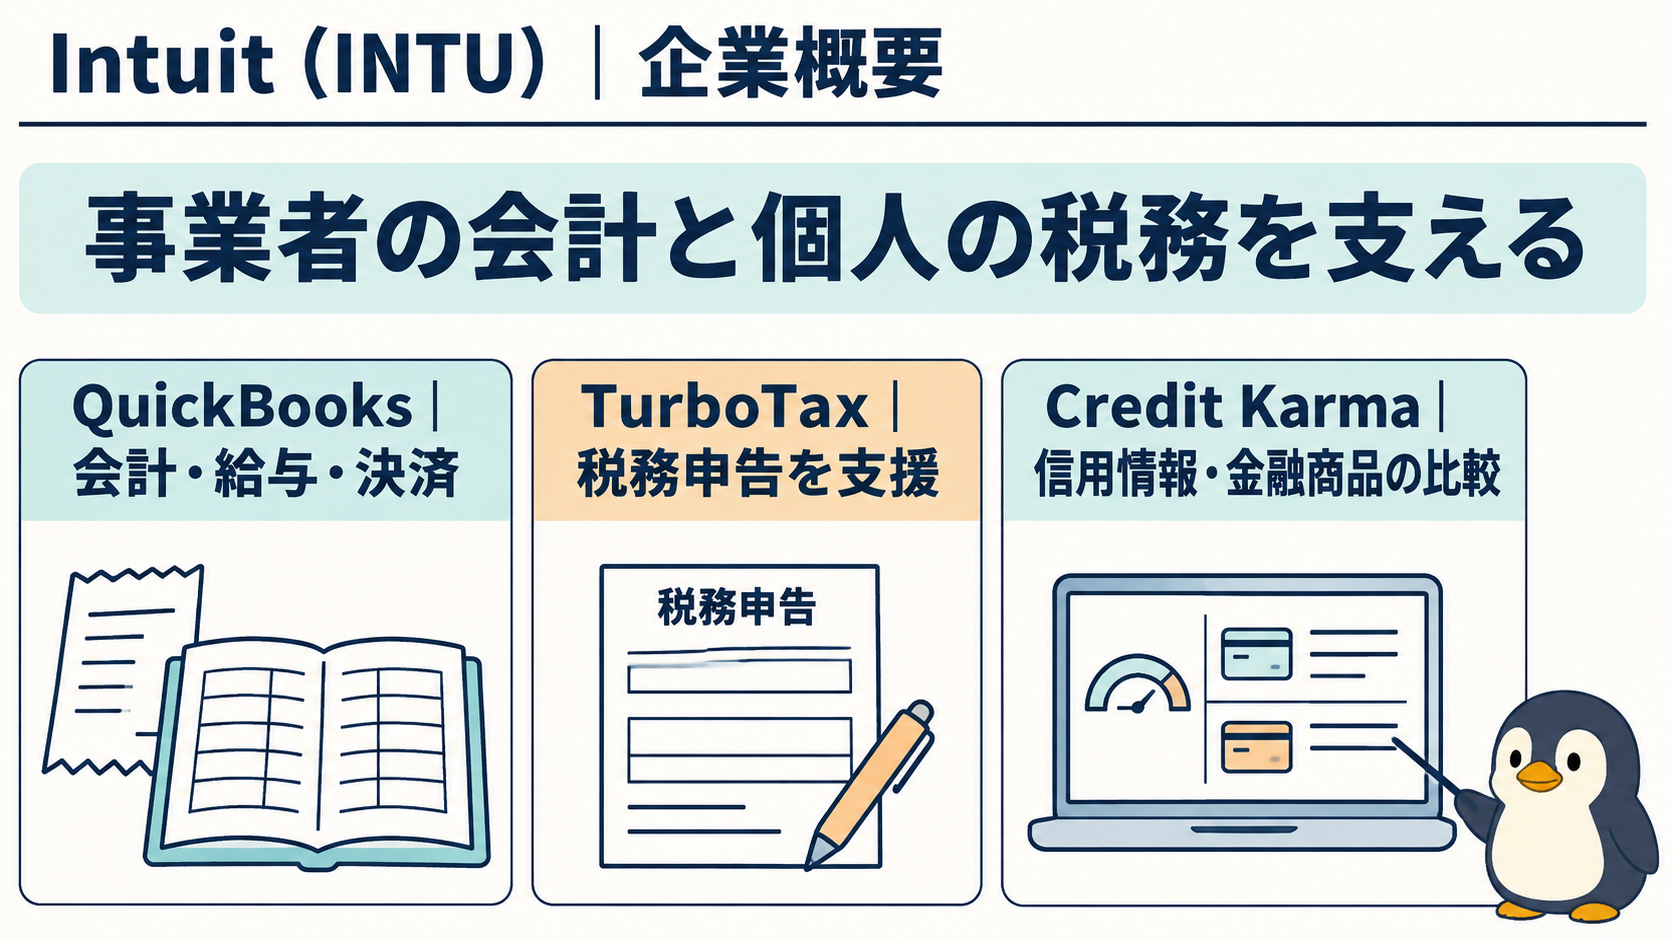 Intuit（INTU）｜企業概要
事業者の会計と個人の税務を支える
QuickBooks｜
会計・給与・決済
TurboTax｜
税務申告を支援
Credit Karma｜
信用情報・金融商品の比較
税務申告